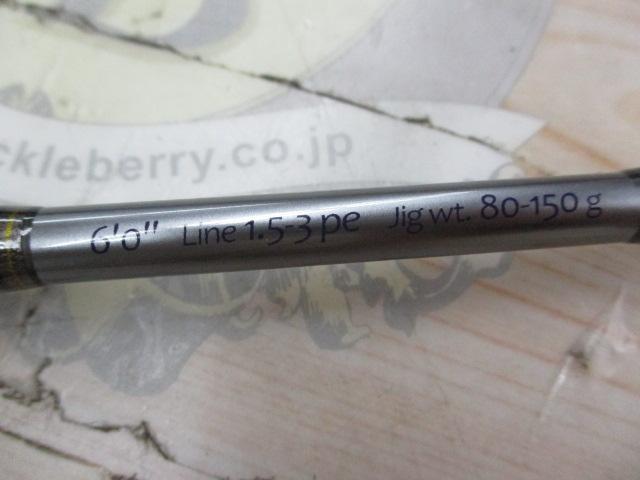 ckleberry.co.jp
6'0" Line 1.5-3 pe Jig wt. 80-150 g